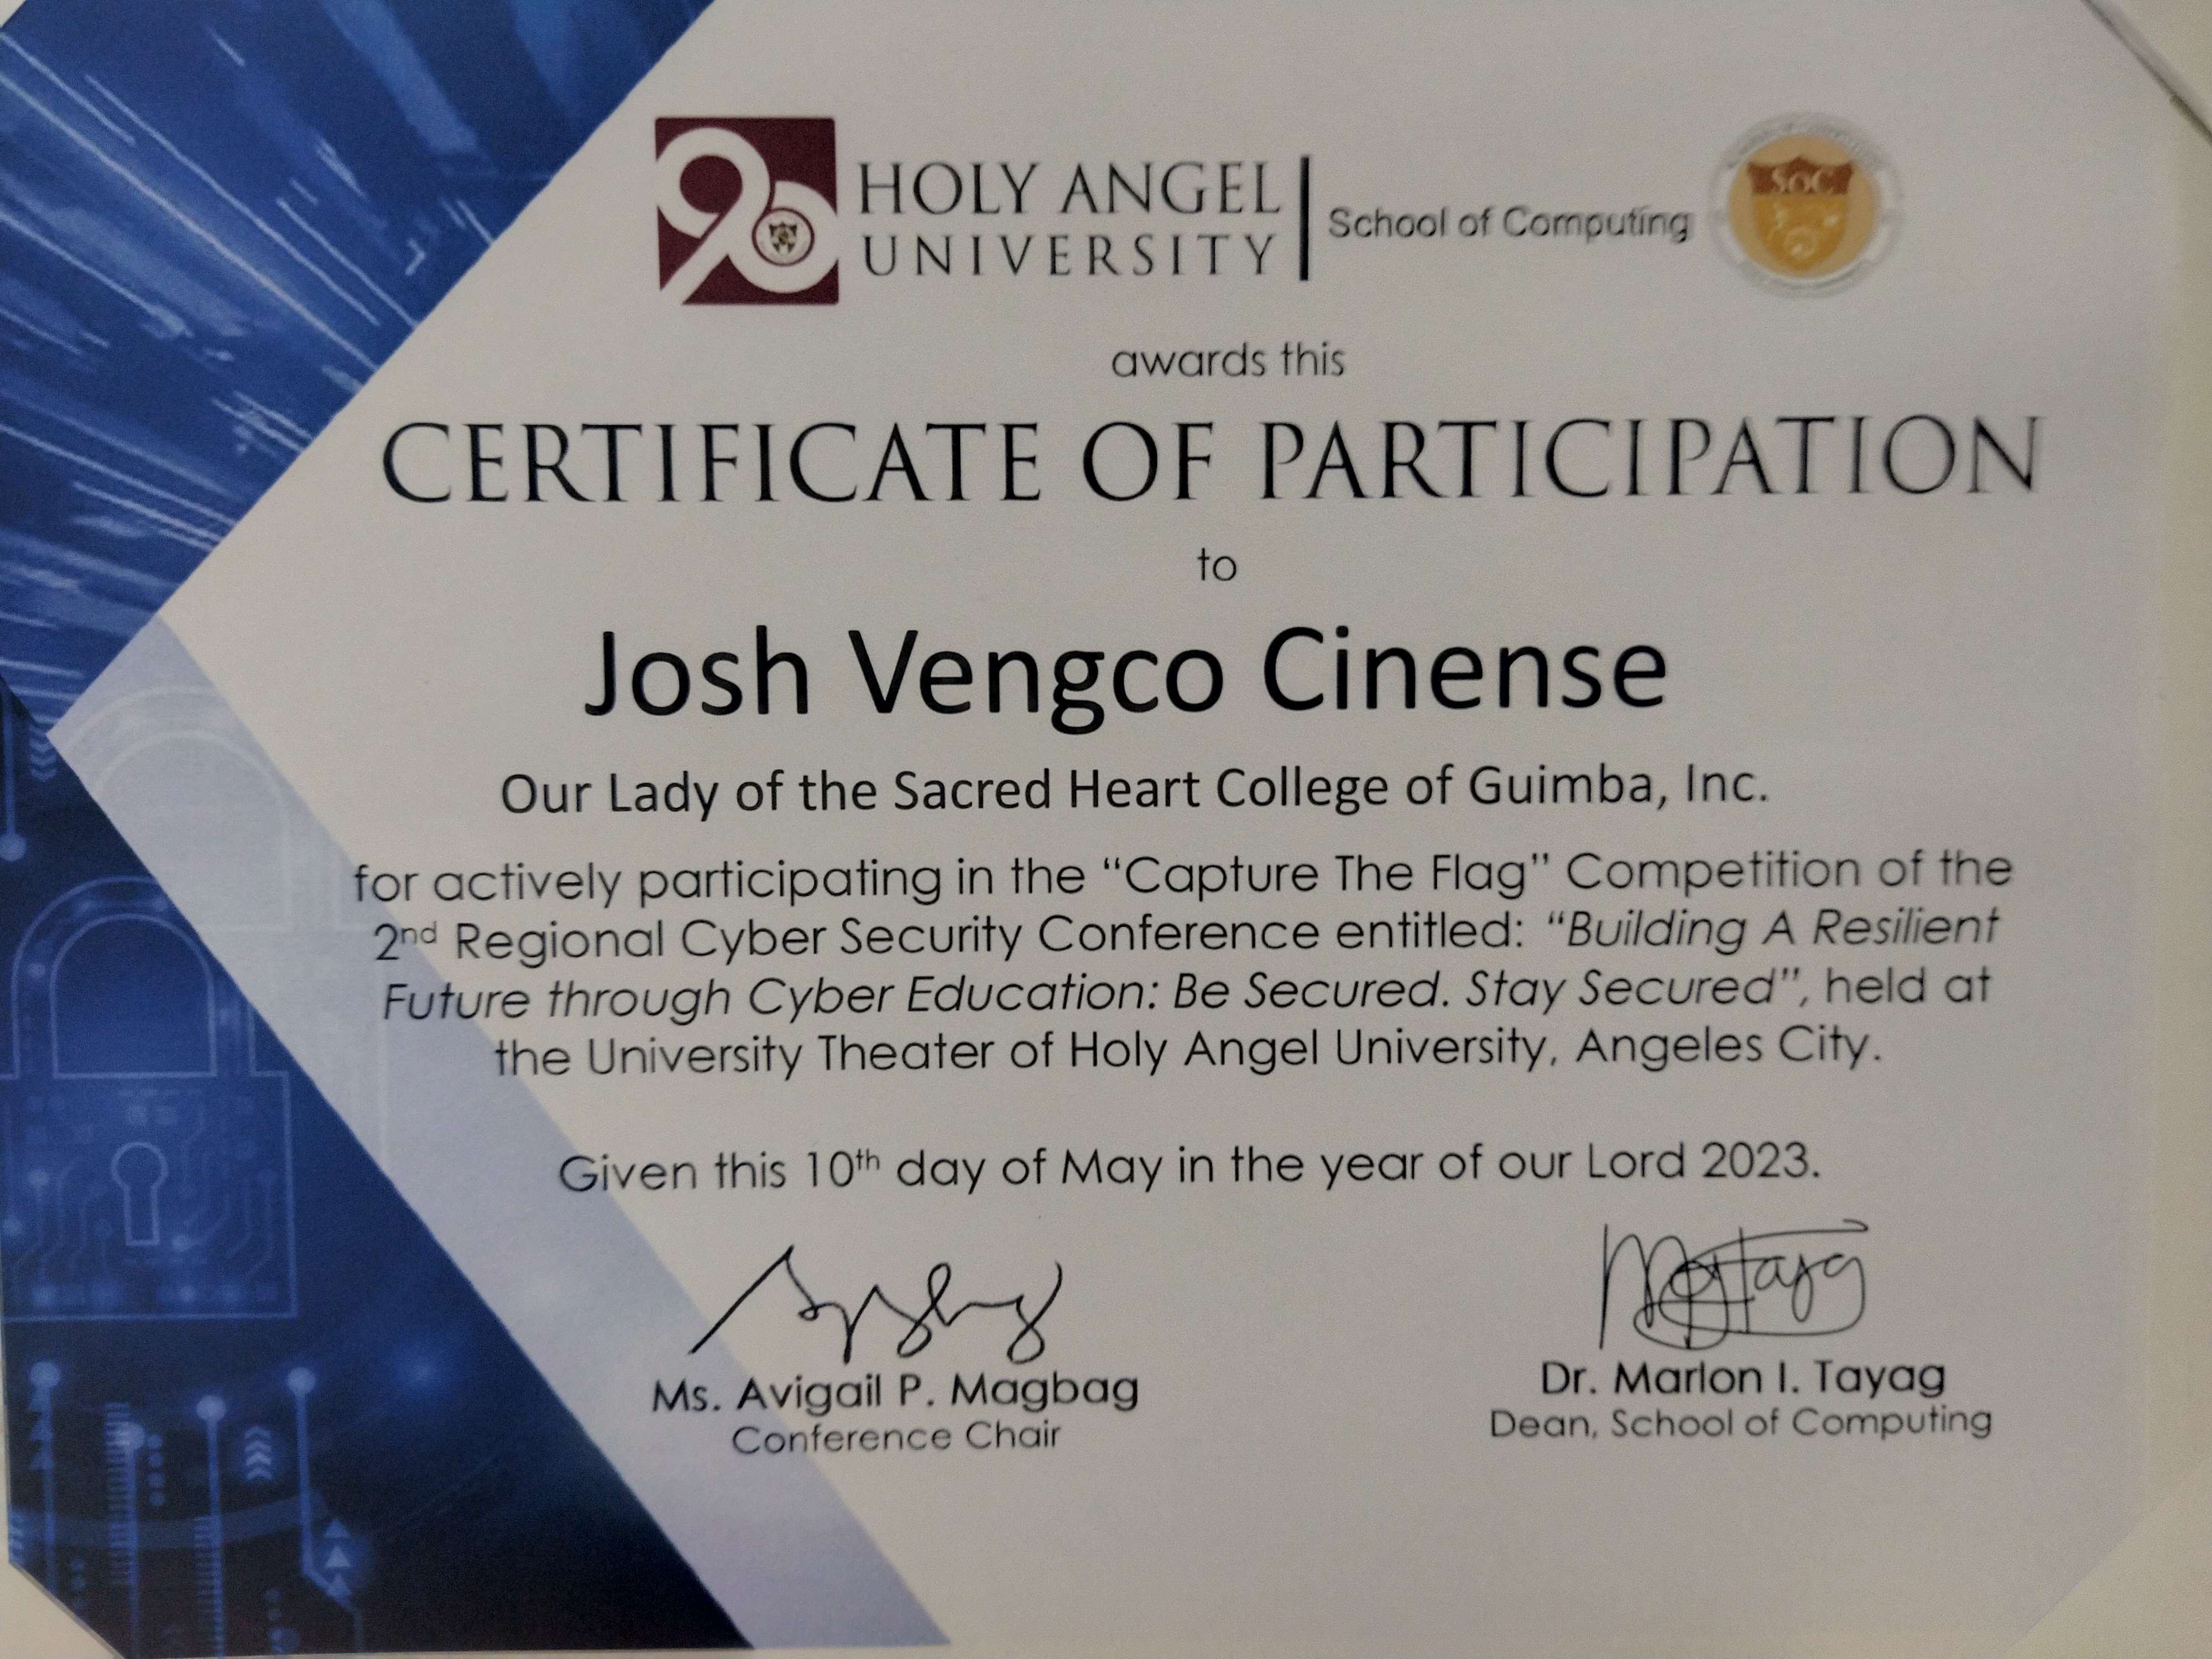 90 HOLY ANGEL
UNIVERSITY
School of Computing
SOC
awards this
CERTIFICATE OF PARTICIPATION
to
Josh Vengco Cinense
Our Lady of the Sacred Heart College of Guimba, Inc.
for actively participating in the “Capture The Flag” Competition of the
2nd Regional Cyber Security Conference entitled: “Building A Resilient
Future through Cyber Education: Be Secured. Stay Secured”, held at
the University Theater of Holy Angel University, Angeles City.
Given this 10th day of May in the year of our Lord 2023.
Ms. Avigail P. Magbag
Conference Chair
Dr. Marlon I. Tayag
Dean, School of Computing